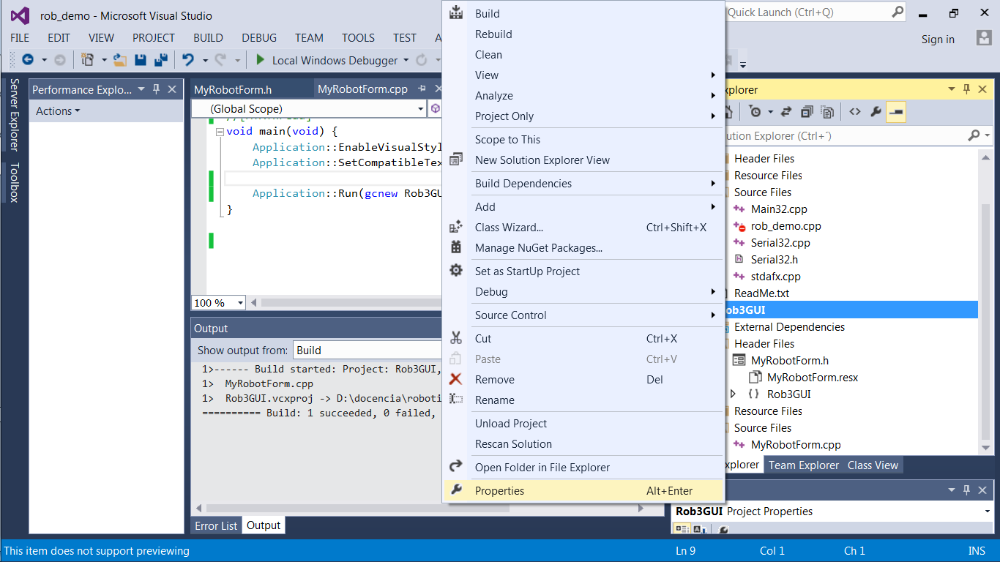 rob_demo - Microsoft Visual Studio
Quick Launch (Ctrl+Q)
FILE EDIT VIEW PROJECT BUILD DEBUG TEAM TOOLS TEST A
Sign in
Local Windows Debugger
Server Explorer
Toolbox
Performance Explo...
Actions
MyRobotForm.h MyRobotForm.cpp
(Global Scope)
void main(void) {
Application::EnableVisualStyl
Application::SetCompatibleTex
Application::Run(gcnew Rob3GU
}
100 %
Output
Show output from: Build
1>------ Build started: Project: Rob3GUI,
1> MyRobotForm.cpp
1> Rob3GUI.vcxproj -> D:\docencia\roboti
========== Build: 1 succeeded, 0 failed,
Error List Output
Build
Rebuild
Clean
View
Analyze
Project Only
Scope to This
New Solution Explorer View
Build Dependencies
Add
Class Wizard... Ctrl+Shift+X
Manage NuGet Packages...
Set as StartUp Project
Debug
Source Control
Cut Ctrl+X
Paste Ctrl+V
Remove Del
Rename
Unload Project
Rescan Solution
Open Folder in File Explorer
Properties Alt+Enter
xplorer
ution Explorer (Ctrl+´)
Header Files
Resource Files
Source Files
Main32.cpp
rob_demo.cpp
Serial32.cpp
Serial32.h
stdafx.cpp
ReadMe.txt
ob3GUI
External Dependencies
Header Files
MyRobotForm.h
MyRobotForm.resx
Rob3GUI
Resource Files
Source Files
MyRobotForm.cpp
xplorer Team Explorer Class View
Rob3GUI Project Properties
This item does not support previewing
Ln 9 Col 1 Ch 1 INS